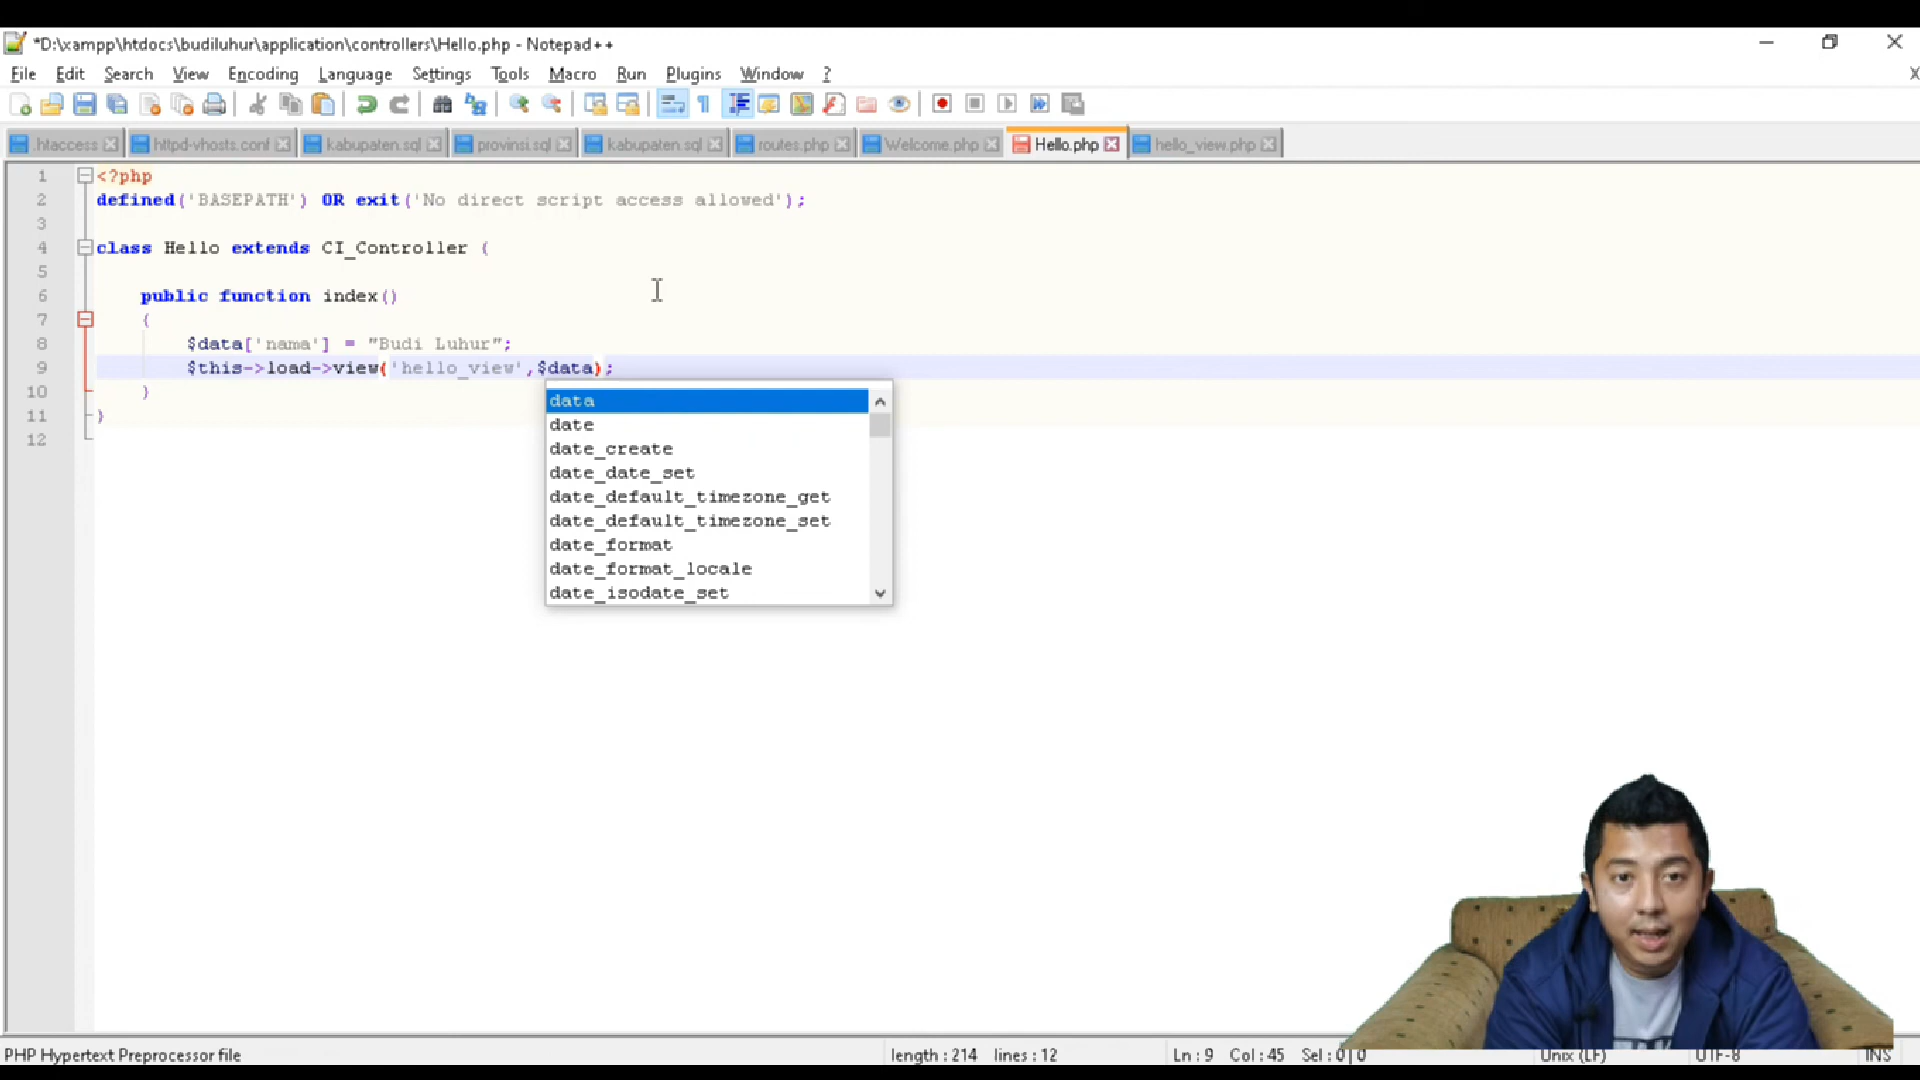 *D:\xampp\htdocs\budiluhur\application\controllers\Hello.php - Notepad++
File Edit Search View Encoding Language Settings Tools Macro Run Plugins Window ?
.htaccess httpd-vhosts.conf kabupaten.sql provinsi.sql kabupaten.sql routes.php Welcome.php Hello.php hello_view.php
1 <?php
2 defined('BASEPATH') OR exit('No direct script access allowed');
3
4 class Hello extends CI_Controller {
5
6 public function index()
7 {
8 $data['nama'] = "Budi Luhur";
9 $this->load->view('hello_view',$data);
10 }
11 }
12
data
date
date_create
date_date_set
date_default_timezone_get
date_default_timezone_set
date_format
date_format_locale
date_isodate_set
PHP Hypertext Preprocessor file length : 214 lines : 12 Ln : 9 Col : 45 Sel : 0 | 0 Unix (LF) UTF-8 INS